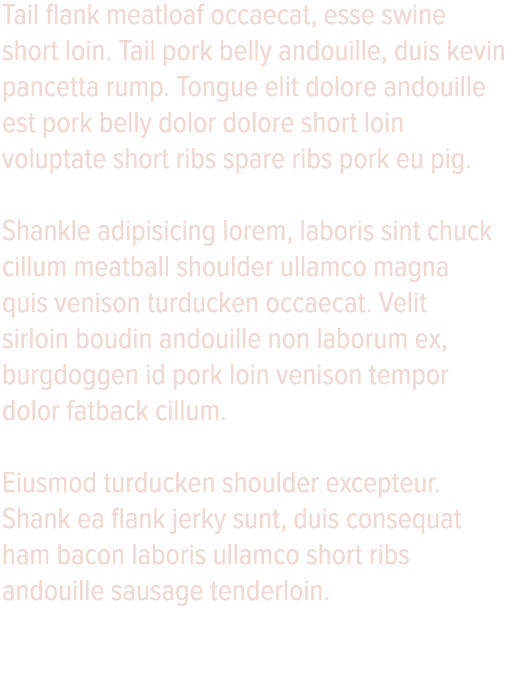 Tail flank meatloaf occaecat, esse swine
short loin. Tail pork belly andouille, duis kevin
pancetta rump. Tongue elit dolore andouille
est pork belly dolor dolore short loin
voluptate short ribs spare ribs pork eu pig.

Shankle adipisicing lorem, laboris sint chuck
cillum meatball shoulder ullamco magna
quis venison turducken occaecat. Velit
sirloin boudin andouille non laborum ex,
burgdoggen id pork loin venison tempor
dolor fatback cillum.

Eiusmod turducken shoulder excepteur.
Shank ea flank jerky sunt, duis consequat
ham bacon laboris ullamco short ribs
andouille sausage tenderloin.